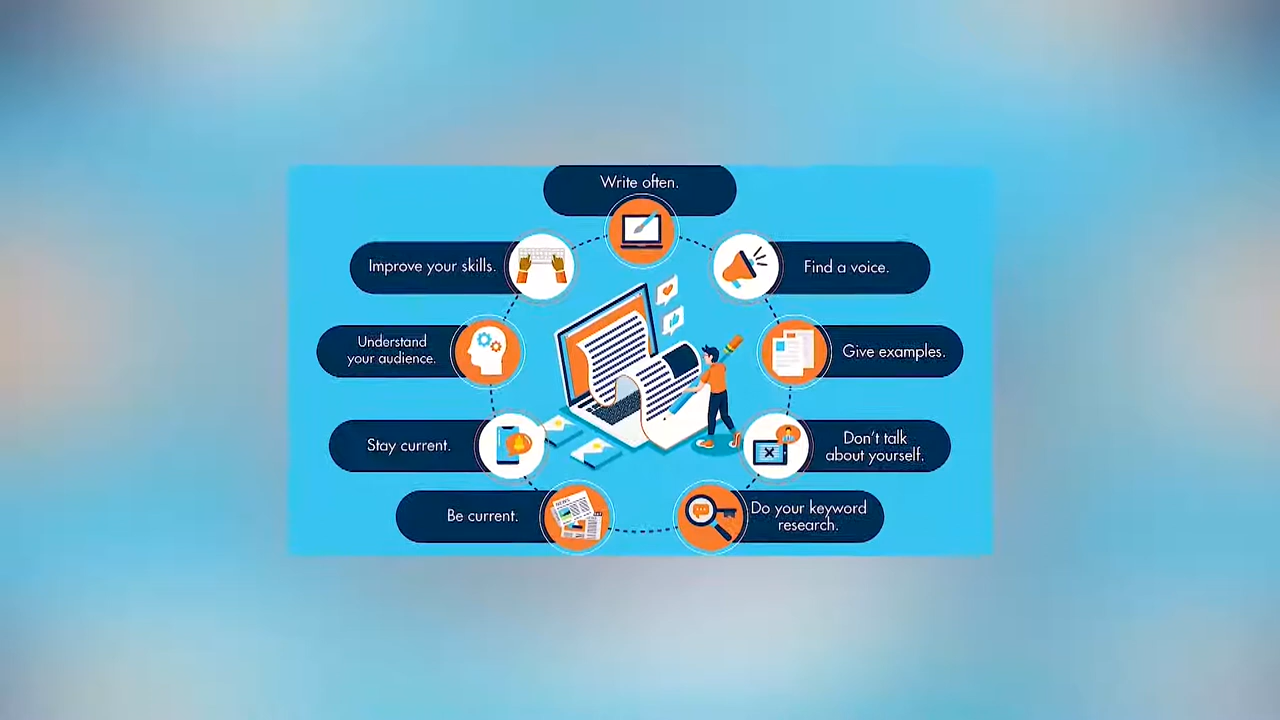 Write often.
Improve your skills.
Find a voice.
Understand
your audience.
Give examples.
Stay current.
Don't talk
about yourself.
Be current.
Do your keyword
research.
NEWS